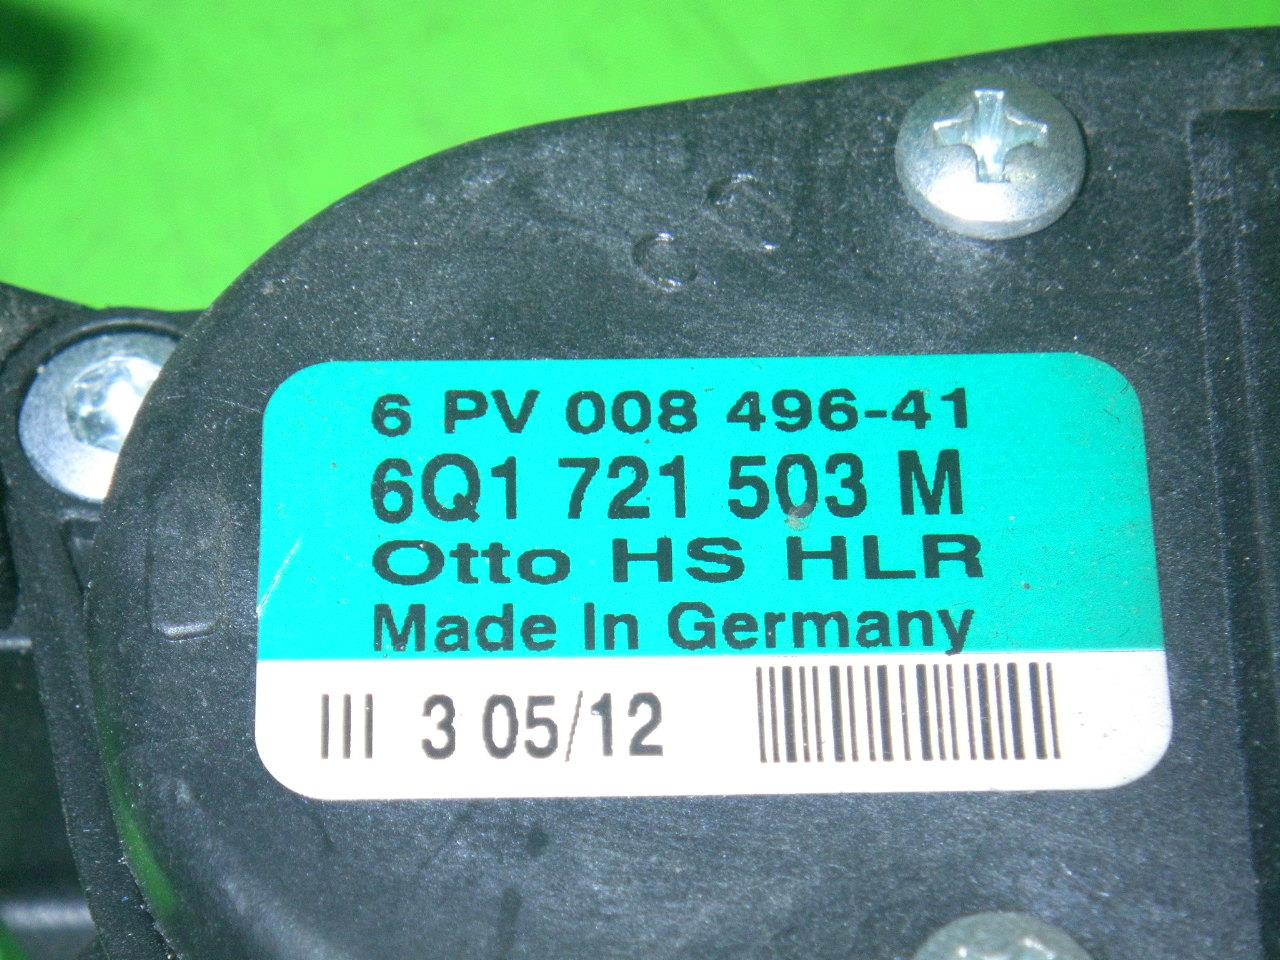 6 PV 008 496-41
6Q1 721 503 M
Otto HS HLR
Made In Germany
III 3 05/12